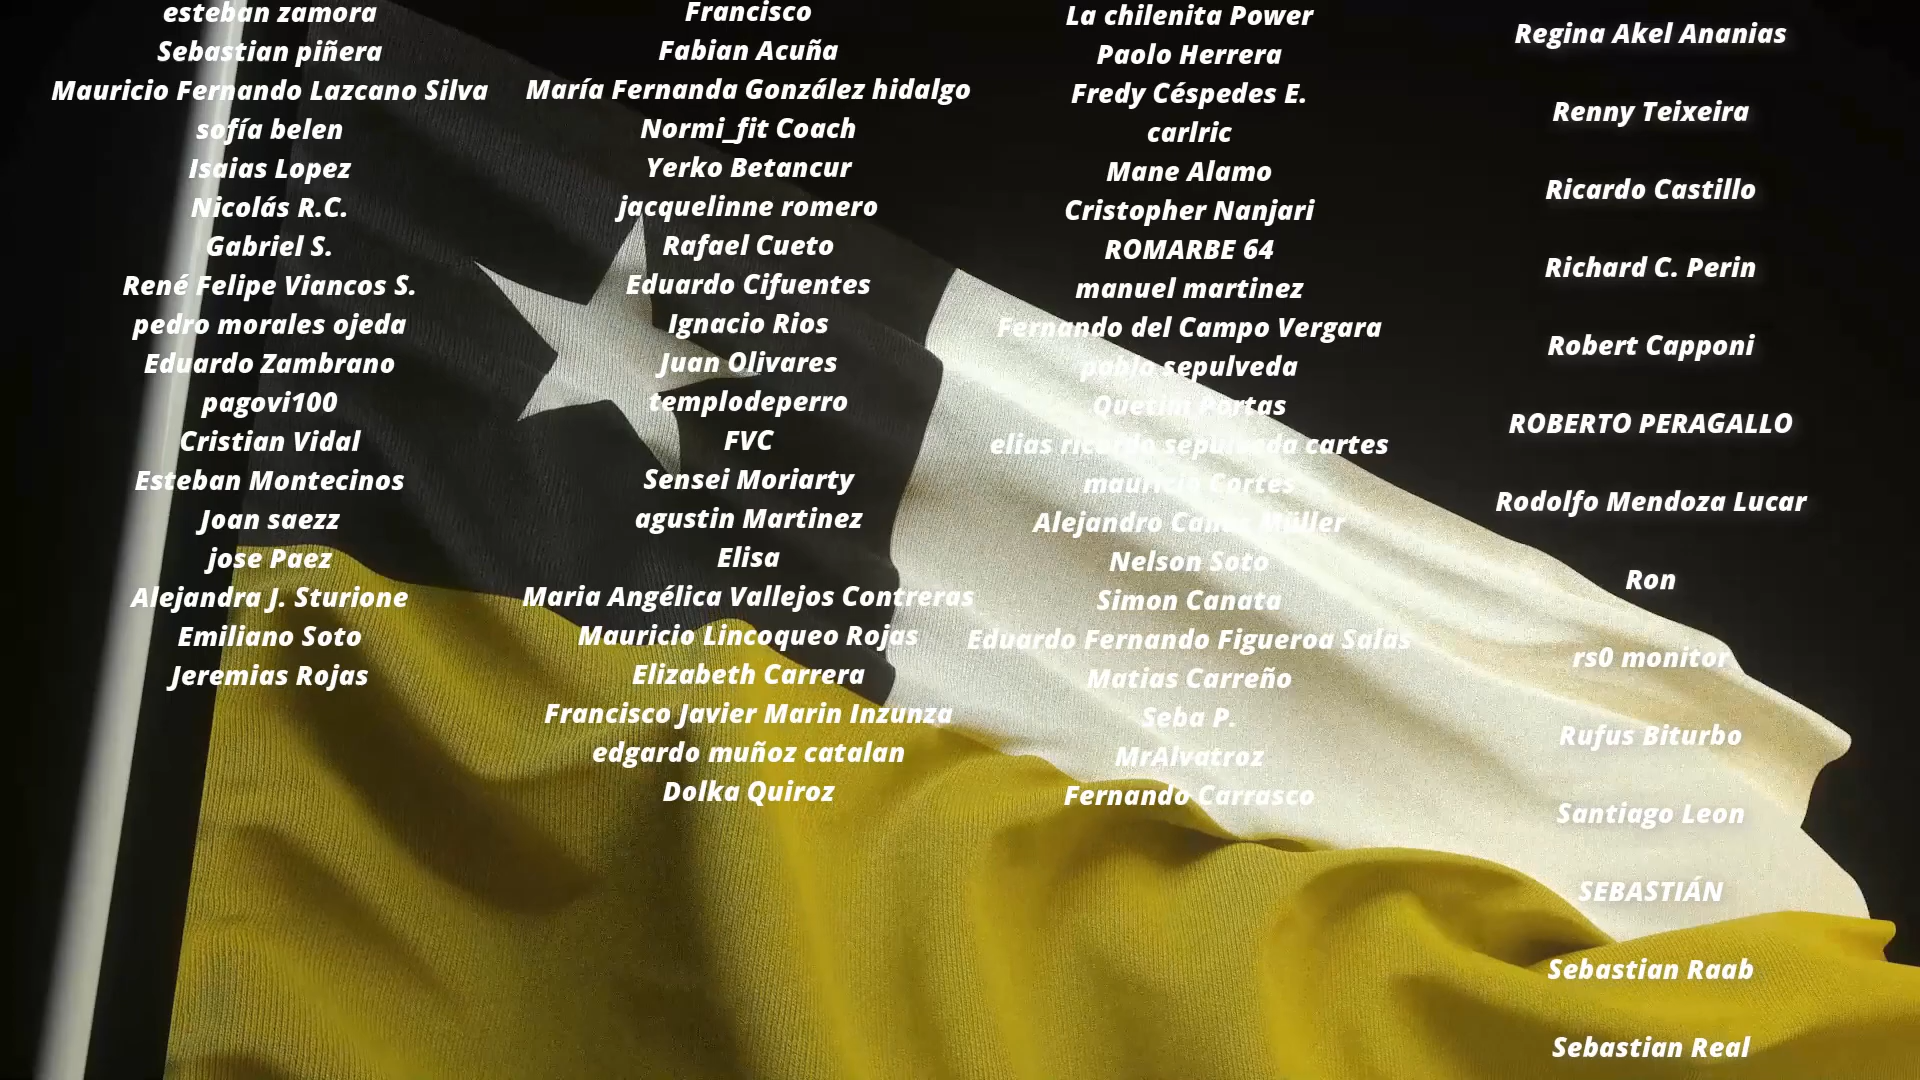 esteban zamora
Sebastian piñera
Mauricio Fernando Lazcano Silva
sofía belen
Isaias Lopez
Nicolás R.C.
Gabriel S.
René Felipe Viancos S.
pedro morales ojeda
Eduardo Zambrano
pagovi100
Cristian Vidal
Esteban Montecinos
Joan saezz
jose Paez
Alejandra J. Sturione
Emiliano Soto
Jeremias Rojas
Francisco
Fabian Acuña
María Fernanda González hidalgo
Normi_fit Coach
Yerko Betancur
jacquelinne romero
Rafael Cueto
Eduardo Cifuentes
Ignacio Rios
Juan Olivares
templodeperro
FVC
Sensei Moriarty
agustin Martinez
Elisa
Maria Angélica Vallejos Contreras
Mauricio Lincoqueo Rojas
Elizabeth Carrera
Francisco Javier Marin Inzunza
edgardo muñoz catalan
Dolka Quiroz
La chilenita Power
Paolo Herrera
Fredy Céspedes E.
carlric
Mane Alamo
Cristopher Nanjari
ROMARBE 64
manuel martinez
Fernando del Campo Vergara
pablo sepulveda
Portas
elias ricardo sepulveda cartes
mauricio Cortes
Alejandro Müller
Nelson Soto
Simon Canata
Eduardo Fernando Figueroa Salas
Matias Carreño
Seba P.
MrAlvatroz
Fernando Carrasco
Regina Akel Ananias
Renny Teixeira
Ricardo Castillo
Richard C. Perin
Robert Capponi
ROBERTO PERAGALLO
Rodolfo Mendoza Lucar
Ron
rs0 monitor
Rufus Biturbo
Santiago Leon
SEBASTIÁN
Sebastian Raab
Sebastian Real